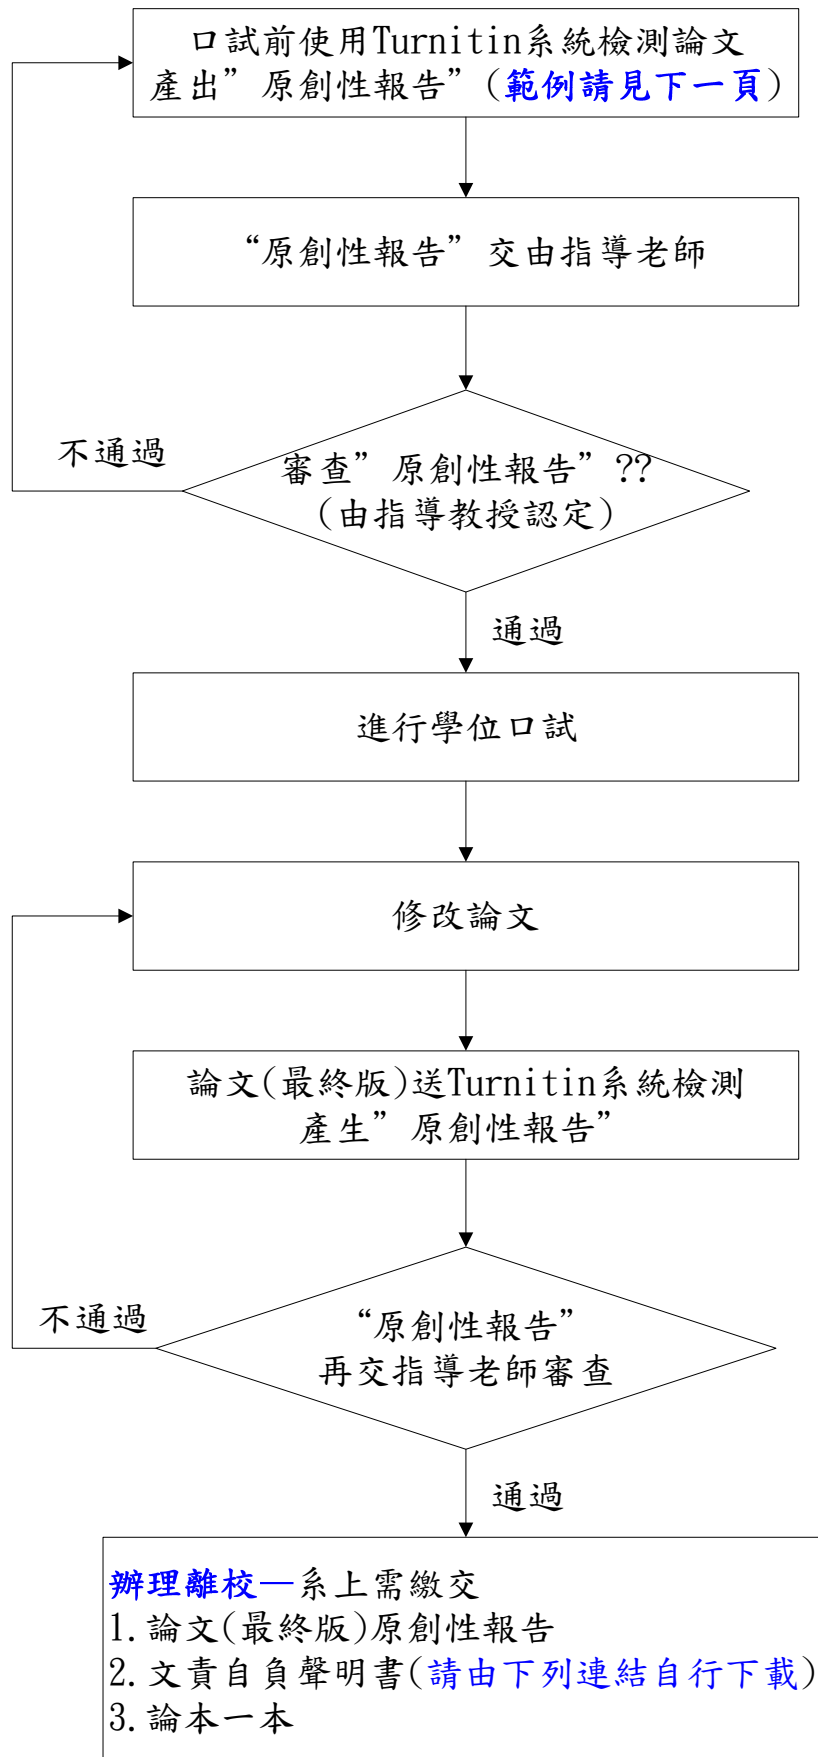 口試前使用Turnitin系統檢測論文
產出”原創性報告”(範例請見下一頁)
“原創性報告”交由指導老師
不通過
審查”原創性報告”??
(由指導教授認定)
通過
進行學位口試
修改論文
論文(最終版)送Turnitin系統檢測
產生”原創性報告”
不通過
“原創性報告”
再交指導老師審查
通過
辦理離校—系上需繳交
1.論文(最終版)原創性報告
2.文責自負聲明書(請由下列連結自行下載)
3.論本一本